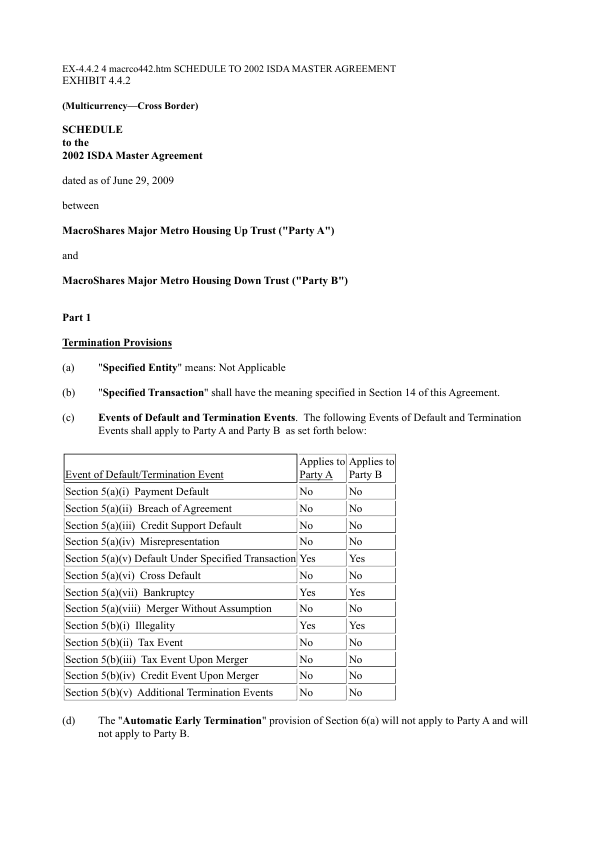 EX-4.4.2 4 macrco442.htm SCHEDULE TO 2002 ISDA MASTER AGREEMENT
EXHIBIT 4.4.2
(Multicurrency—Cross Border)
SCHEDULE
to the
2002 ISDA Master Agreement
dated as of June 29, 2009
between
MacroShares Major Metro Housing Up Trust ("Party A")
and
MacroShares Major Metro Housing Down Trust ("Party B")
Part 1
Termination Provisions
(a) "Specified Entity" means: Not Applicable
(b) "Specified Transaction" shall have the meaning specified in Section 14 of this Agreement.
(c) Events of Default and Termination Events. The following Events of Default and Termination
Events shall apply to Party A and Party B as set forth below:
Event of Default/Termination Event Applies to Party A Applies to Party B
Section 5(a)(i) Payment Default No No
Section 5(a)(ii) Breach of Agreement No No
Section 5(a)(iii) Credit Support Default No No
Section 5(a)(iv) Misrepresentation No No
Section 5(a)(v) Default Under Specified Transaction Yes Yes
Section 5(a)(vi) Cross Default No No
Section 5(a)(vii) Bankruptcy Yes Yes
Section 5(a)(viii) Merger Without Assumption No No
Section 5(b)(i) Illegality Yes Yes
Section 5(b)(ii) Tax Event No No
Section 5(b)(iii) Tax Event Upon Merger No No
Section 5(b)(iv) Credit Event Upon Merger No No
Section 5(b)(v) Additional Termination Events No No
(d) The "Automatic Early Termination" provision of Section 6(a) will not apply to Party A and will
not apply to Party B.